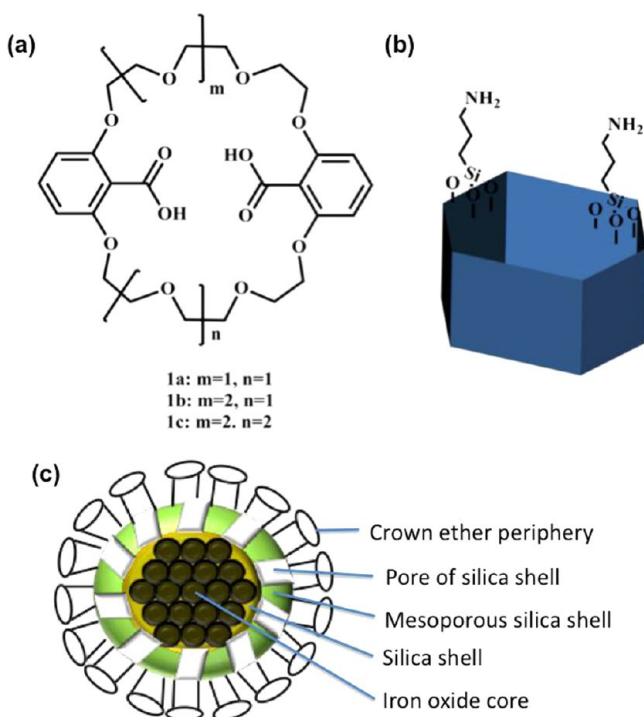 (a)
O
O
m
O
O
O
HO
O
OH
O
O
O
O
O
n
1a: m=1, n=1
1b: m=2, n=1
1c: m=2. n=2
(b)
NH2
NH2
Si
O
O
O
Si
O
O
O
(c)
Crown ether periphery
Pore of silica shell
Mesoporous silica shell
Silica shell
Iron oxide core